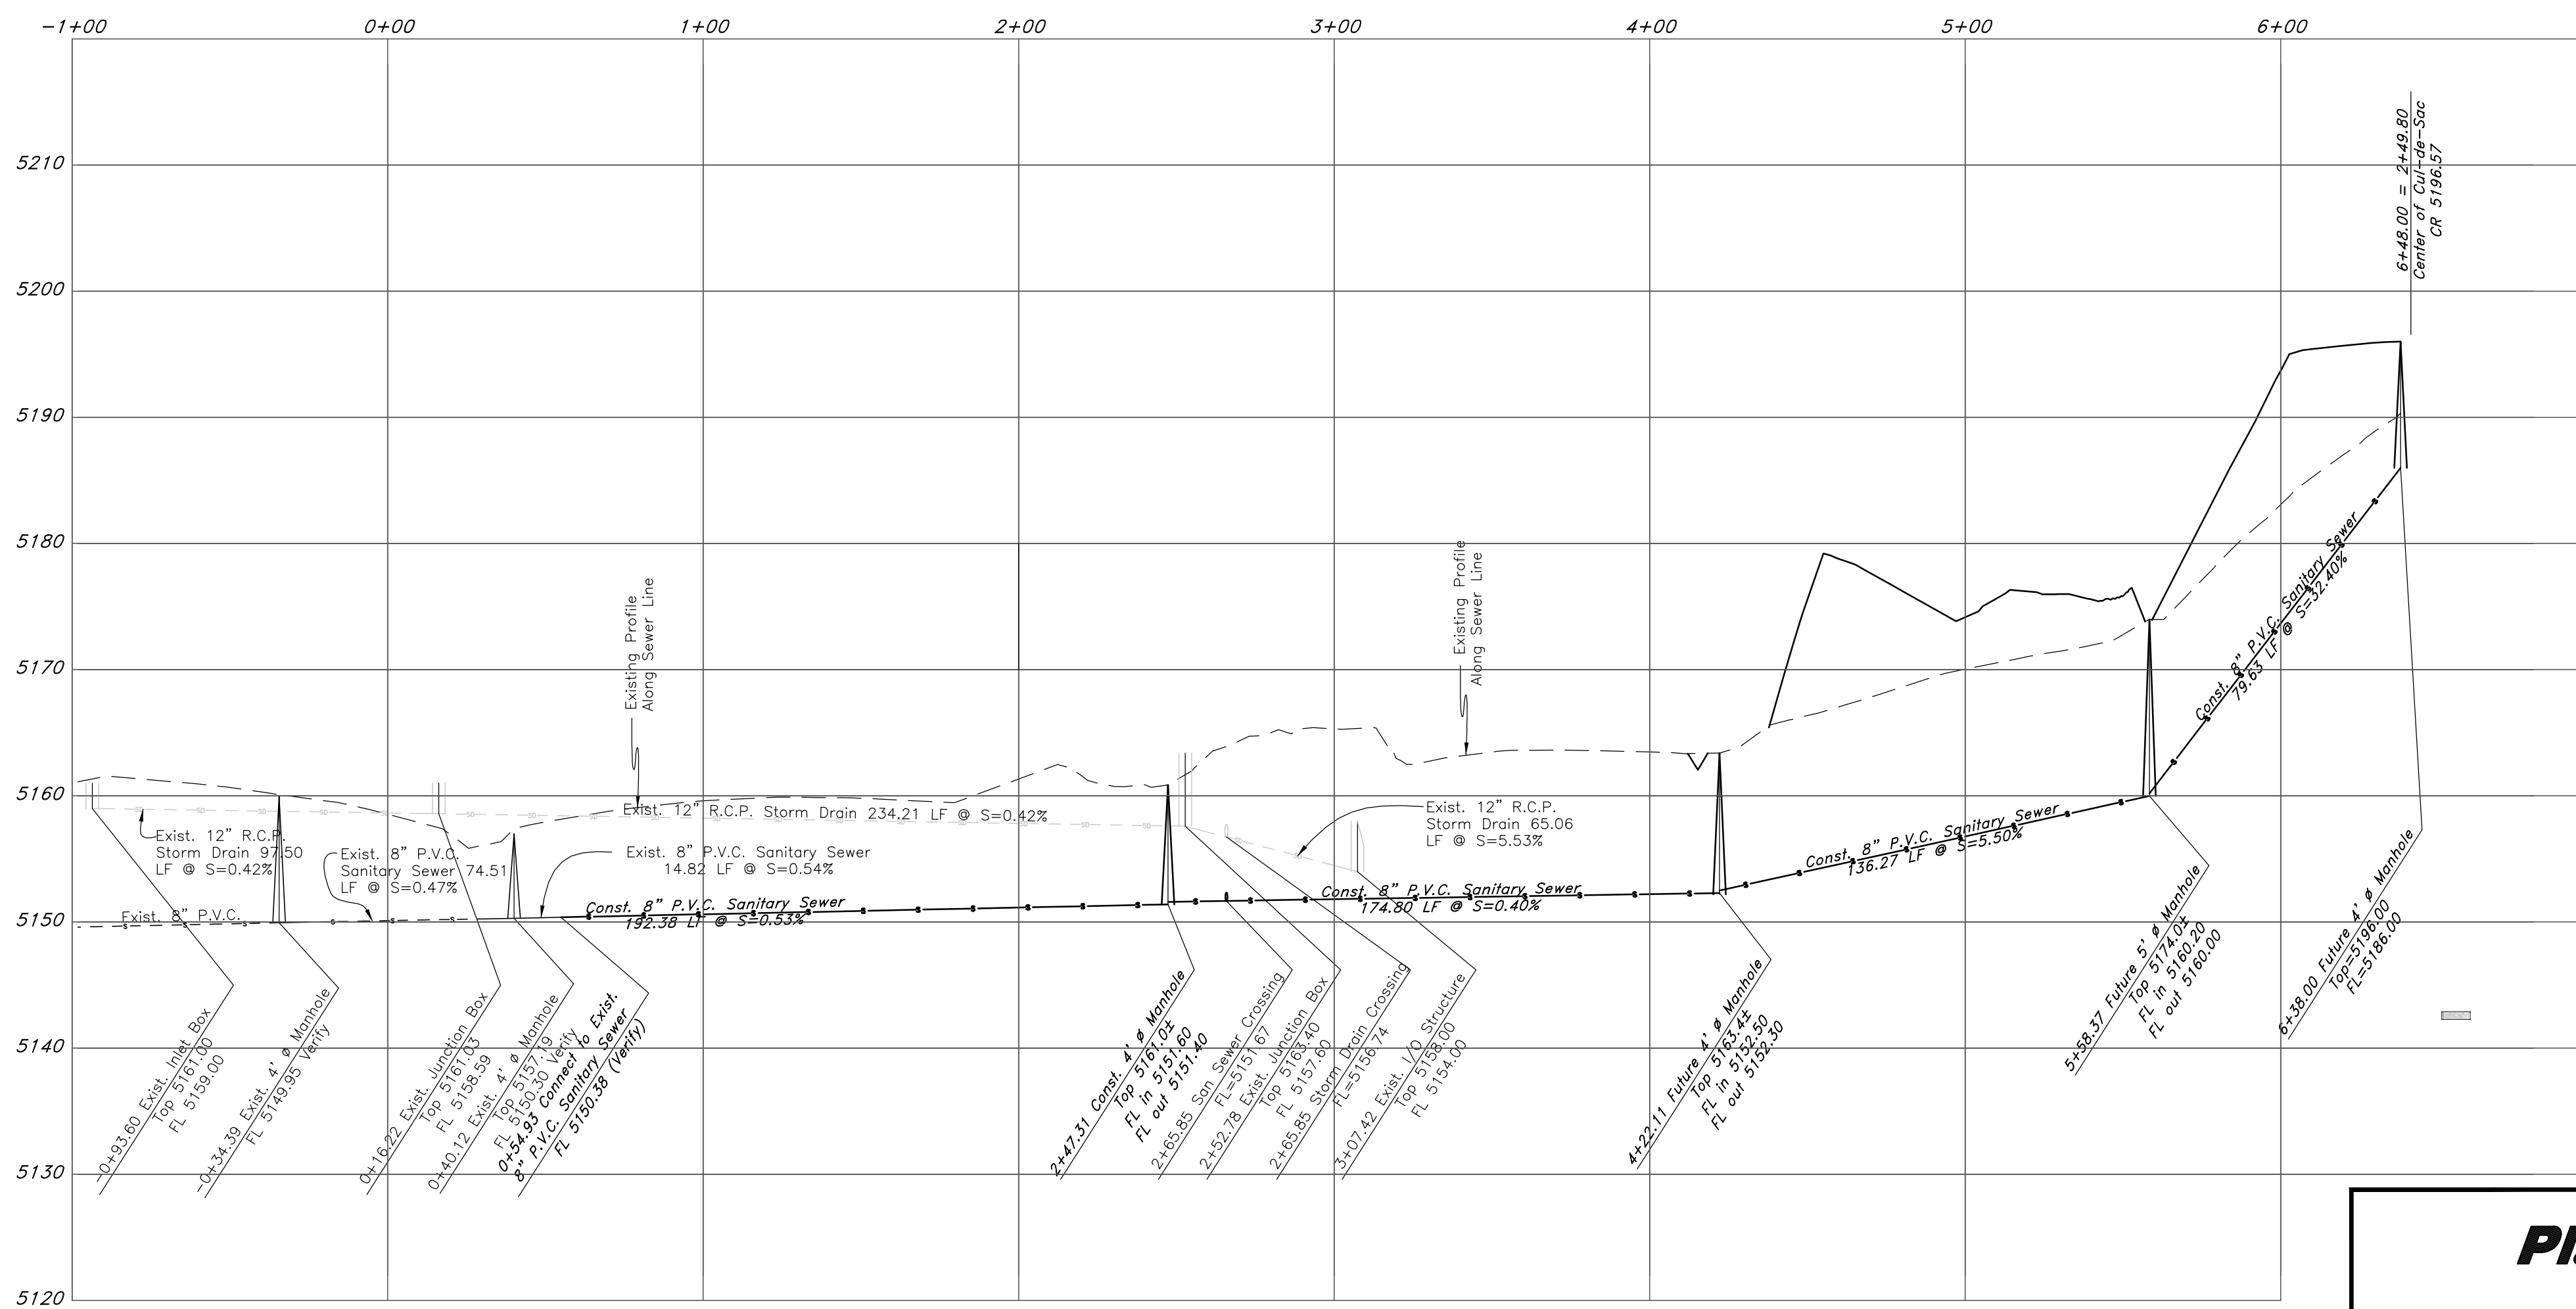 -1+00
0+00
1+00
2+00
3+00
4+00
5+00
6+00
5210
5200
5190
5180
5170
5160
5150
5140
5130
5120
6+48.00 = 2+49.80
Center of Cul-de-Sac
CR 5196.57
Existing Profile
Along Sewer Line
Existing Profile
Along Sewer Line
Exist. 12" R.C.P.
Storm Drain 97.50
LF @ S=0.42%
Exist. 8" P.V.C.
Sanitary Sewer 74.51
LF @ S=0.47%
Exist. 12" R.C.P. Storm Drain 234.21 LF @ S=0.42%
Exist. 8" P.V.C. Sanitary Sewer
14.82 LF @ S=0.54%
Exist. 12" R.C.P.
Storm Drain 65.06
LF @ S=5.53%
Exist. 8" P.V.C.
Const. 8" P.V.C. Sanitary Sewer
192.38 LF @ S=0.53%
Const. 8" P.V.C. Sanitary Sewer
174.80 LF @ S=0.40%
Const. 8" P.V.C. Sanitary Sewer
136.27 LF @ S=5.50%
Const. 8" P.V.C. Sanitary Sewer
79.63 LF @ S=32.40%
-0+93.60 Exist. Inlet Box
Top 5161.00
FL 5159.00
-0+34.39 Exist. 4' ø Manhole
FL 5149.95 Verify
0+16.22 Exist. Junction Box
Top 5161.03
FL 5158.59
0+40.12 Exist. 4' ø Manhole
Top 5157.19
FL 5150.30 Verify
0+54.93 Connect to Exist.
8" P.V.C. Sanitary Sewer
FL 5150.38 (Verify)
2+47.31 Const. 4' ø Manhole
Top 5161.0±
FL in 5151.60
FL out 5151.40
2+65.85 San Sewer Crossing
FL=5151.67
2+52.78 Exist. Junction Box
Top 5163.40
FL 5157.60
2+65.85 Storm Drain Crossing
FL=5156.74
3+07.42 Exist. I/O Structure
Top 5158.00
FL 5154.00
4+22.11 Future 4' ø Manhole
Top 5163.4±
FL in 5152.50
FL out 5152.30
5+58.37 Future 5' ø Manhole
Top 5174.0±
FL in 5160.20
FL out 5160.00
6+38.00 Future 4' ø Manhole
Top=5196.00
FL=5186.00